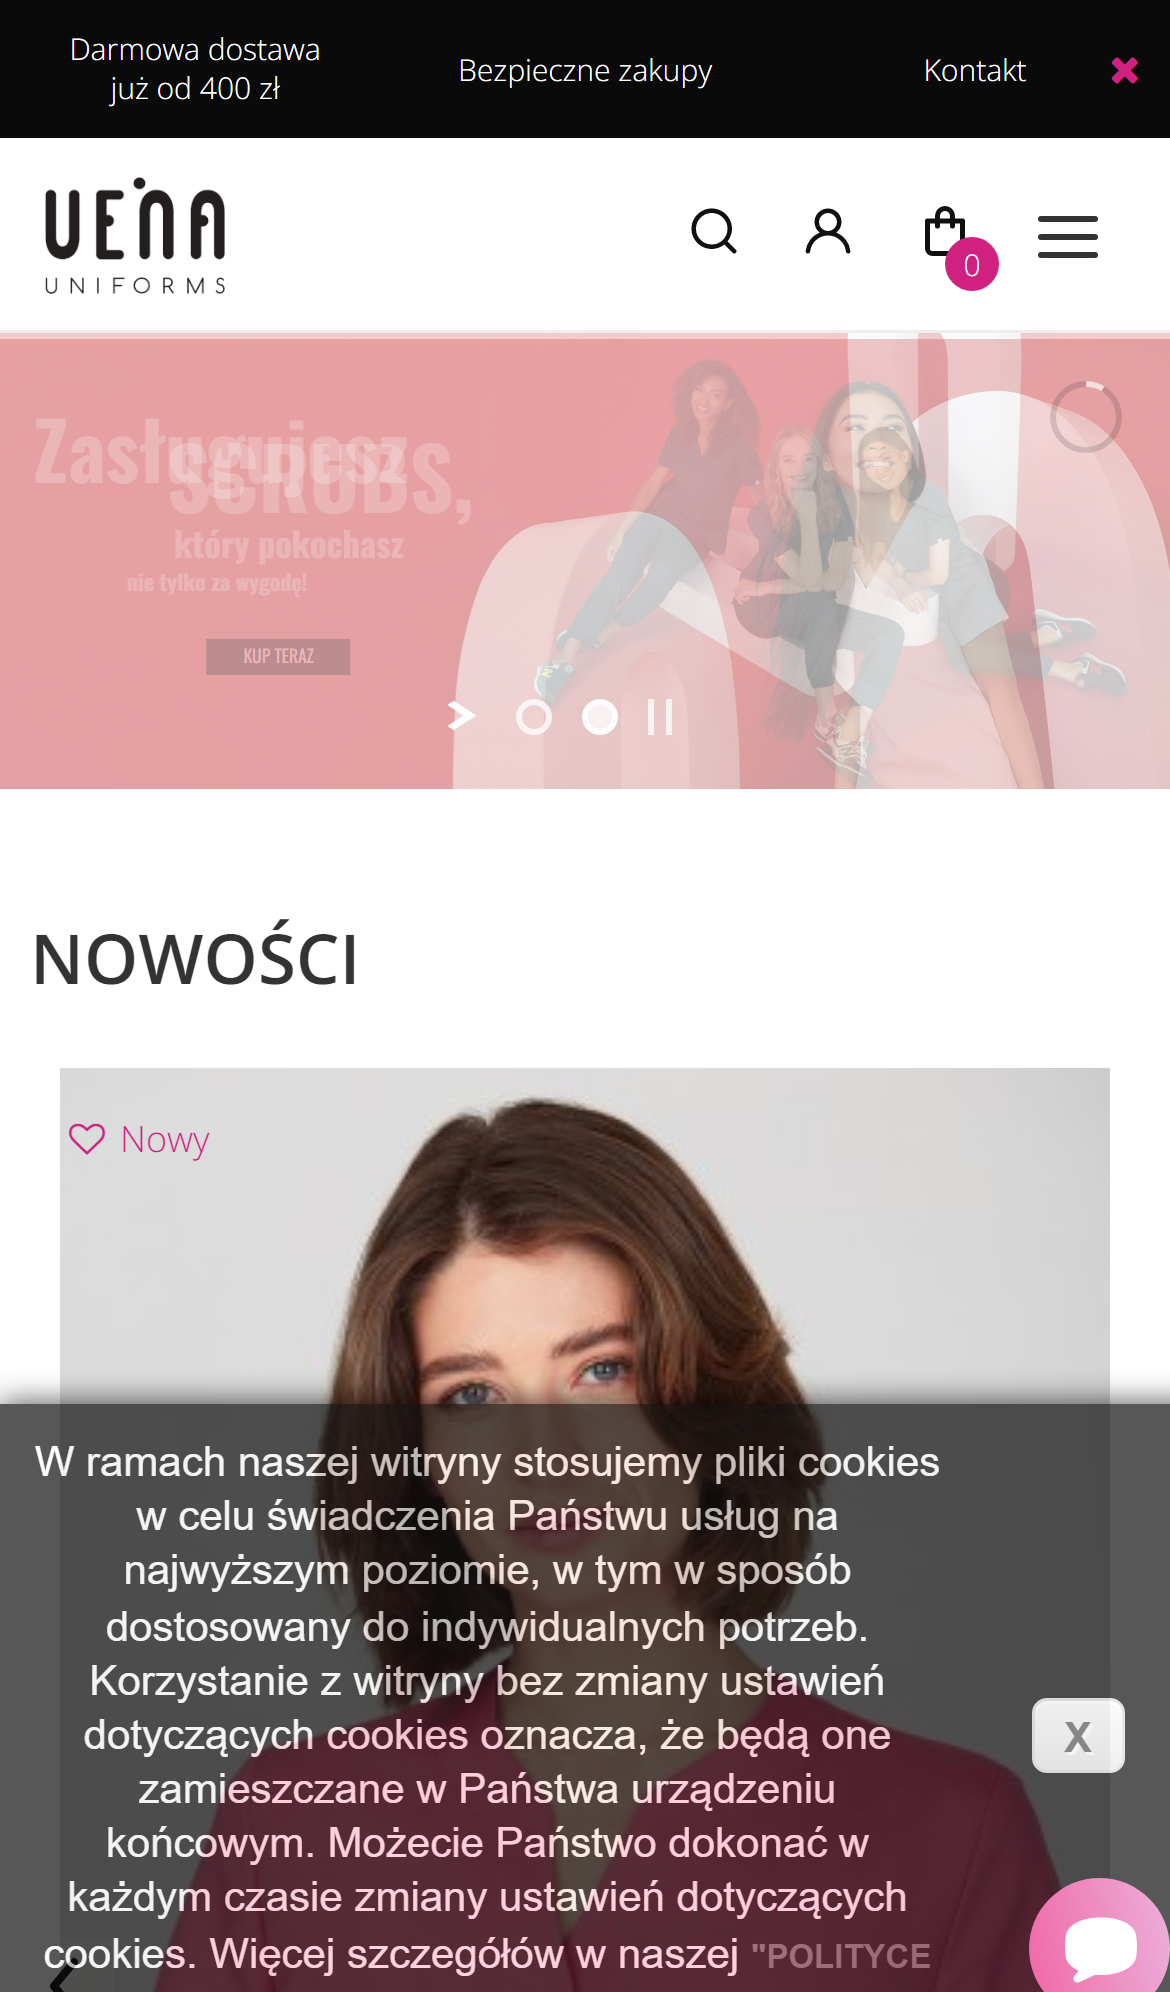 Darmowa dostawa
już od 400 zł
Bezpieczne zakupy
Kontakt
UENA
UNIFORMS
0
Zasługujesz
SCRUBS,
który pokochasz
nie tylko za wygodę!
KUP TERAZ
NOWOŚCI
Nowy
W ramach naszej witryny stosujemy pliki cookies
w celu świadczenia Państwu usług na
najwyższym poziomie, w tym w sposób
dostosowany do indywidualnych potrzeb.
Korzystanie z witryny bez zmiany ustawień
dotyczących cookies oznacza, że będą one
zamieszczane w Państwa urządzeniu
końcowym. Możecie Państwo dokonać w
każdym czasie zmiany ustawień dotyczących
cookies. Więcej szczegółów w naszej "POLITYCE
X